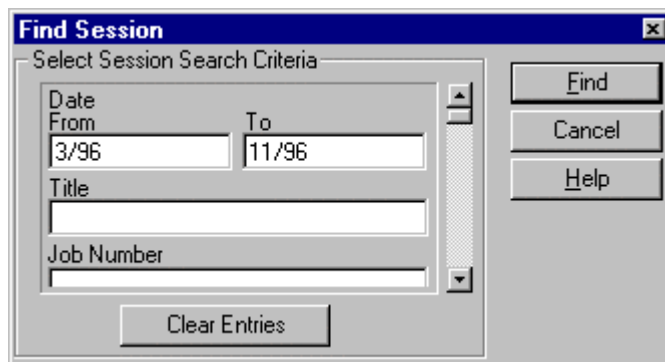 Find Session
Select Session Search Criteria
Date
From To
3/96 11/96
Title
Job Number
Clear Entries
Find
Cancel
Help